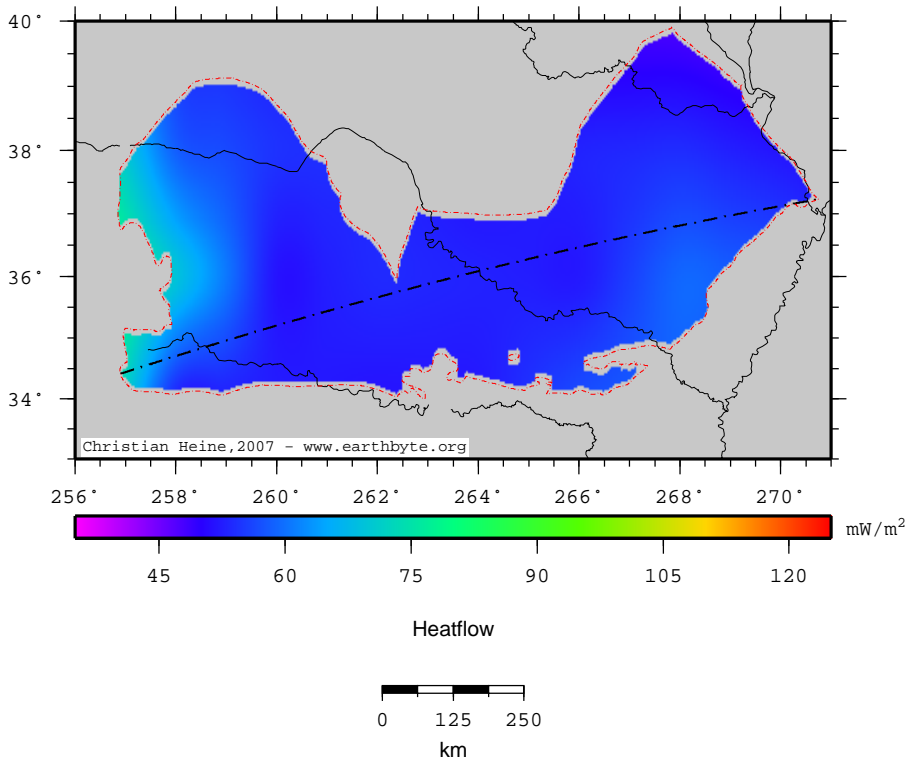 40°
38°
36°
34°
Christian Heine,2007 - www.earthbyte.org
256° 258° 260° 262° 264° 266° 268° 270°
mW/m²
45 60 75 90 105 120
Heatflow
0 125 250
km